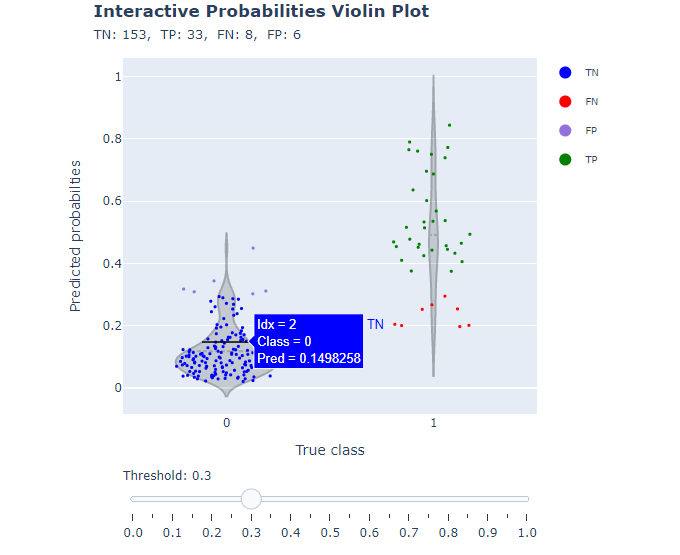 Interactive Probabilities Violin Plot
TN: 153, TP: 33, FN: 8, FP: 6
1
0.8
0.6
0.4
0.2
0
Predicted probabilities
TN
FN
FP
TP
Idx = 2
Class = 0
Pred = 0.1498258
TN
0 1
True class
Threshold: 0.3
0.0 0.1 0.2 0.3 0.4 0.5 0.6 0.7 0.8 0.9 1.0